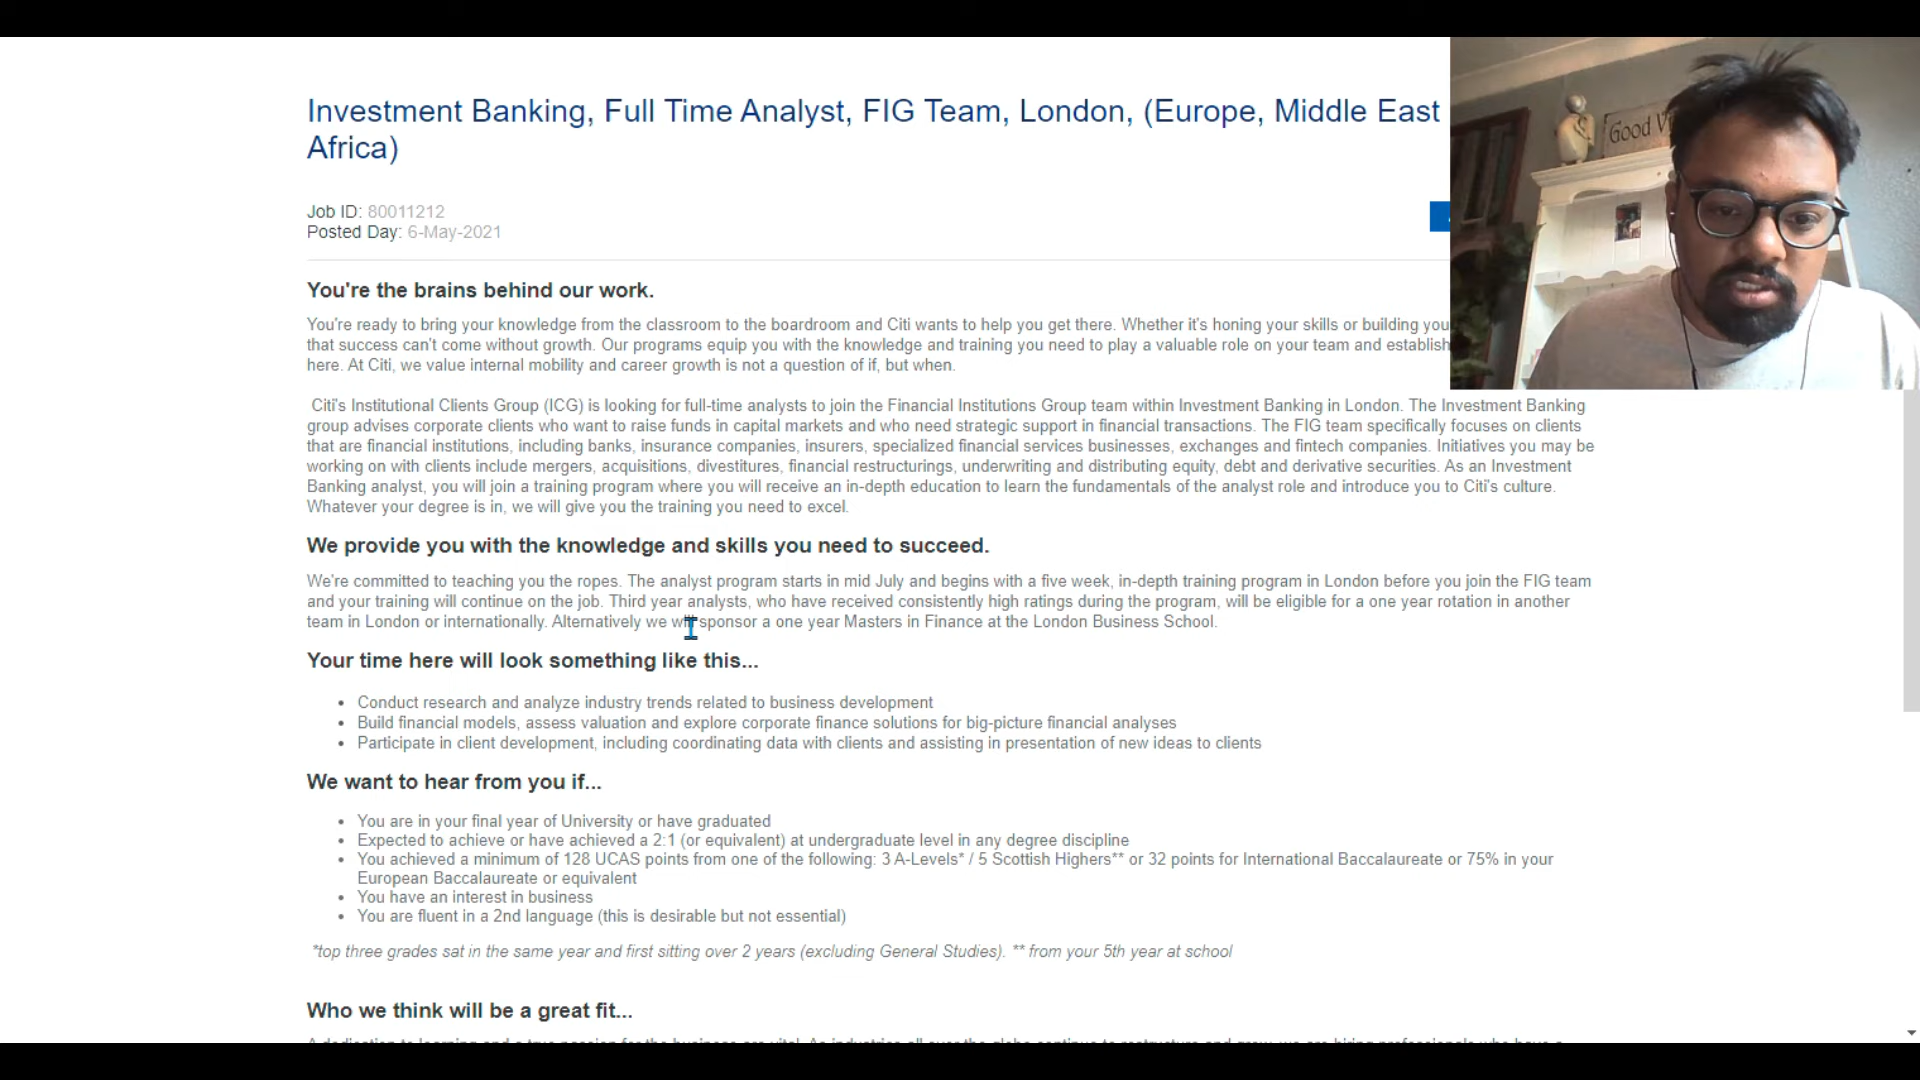 Investment Banking, Full Time Analyst, FIG Team, London, (Europe, Middle East
Africa)
Good
Job ID: 80011212
Posted Day: 6-May-2021
You're the brains behind our work.
You're ready to bring your knowledge from the classroom to the boardroom and Citi wants to help you get there. Whether it's honing your skills or building you
that success can't come without growth. Our programs equip you with the knowledge and training you need to play a valuable role on your team and establish
here. At Citi, we value internal mobility and career growth is not a question of if, but when.
Citi's Institutional Clients Group (ICG) is looking for full-time analysts to join the Financial Institutions Group team within Investment Banking in London. The Investment Banking
group advises corporate clients who want to raise funds in capital markets and who need strategic support in financial transactions. The FIG team specifically focuses on clients
that are financial institutions, including banks, insurance companies, insurers, specialized financial services businesses, exchanges and fintech companies. Initiatives you may be
working on with clients include mergers, acquisitions, divestitures, financial restructurings, underwriting and distributing equity, debt and derivative securities. As an Investment
Banking analyst, you will join a training program where you will receive an in-depth education to learn the fundamentals of the analyst role and introduce you to Citi's culture.
Whatever your degree is in, we will give you the training you need to excel.
We provide you with the knowledge and skills you need to succeed.
We're committed to teaching you the ropes. The analyst program starts in mid July and begins with a five week, in-depth training program in London before you join the FIG team
and your training will continue on the job. Third year analysts, who have received consistently high ratings during the program, will be eligible for a one year rotation in another
team in London or internationally. Alternatively we will sponsor a one year Masters in Finance at the London Business School.
Your time here will look something like this...
• Conduct research and analyze industry trends related to business development
• Build financial models, assess valuation and explore corporate finance solutions for big-picture financial analyses
• Participate in client development, including coordinating data with clients and assisting in presentation of new ideas to clients
We want to hear from you if...
• You are in your final year of University or have graduated
• Expected to achieve or have achieved a 2:1 (or equivalent) at undergraduate level in any degree discipline
• You achieved a minimum of 128 UCAS points from one of the following: 3 A-Levels* / 5 Scottish Highers** or 32 points for International Baccalaureate or 75% in your
European Baccalaureate or equivalent
• You have an interest in business
• You are fluent in a 2nd language (this is desirable but not essential)
*top three grades sat in the same year and first sitting over 2 years (excluding General Studies). ** from your 5th year at school
Who we think will be a great fit...